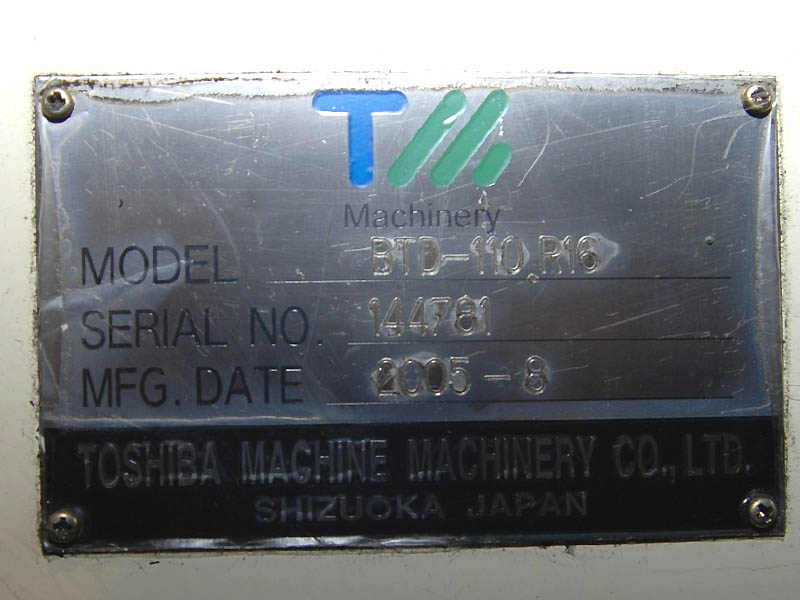 TM
Machinery
MODEL BTD-110.R16
SERIAL NO. 144781
MFG. DATE 2005-8
TOSHIBA MACHINE MACHINERY CO., LTD.
SHIZUOKA JAPAN